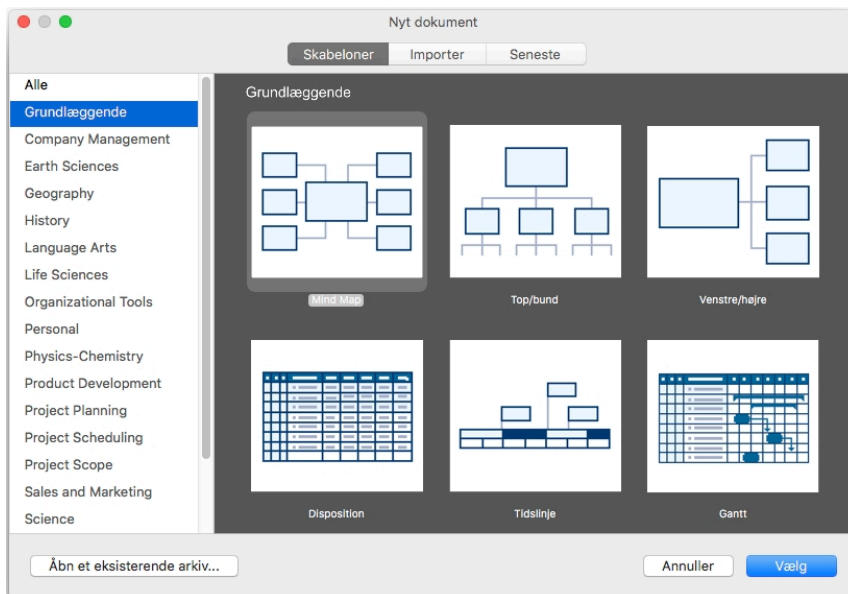 Nyt dokument
Skabeloner
Importer
Seneste
Alle
Grundlæggende
Company Management
Earth Sciences
Geography
History
Language Arts
Life Sciences
Organizational Tools
Personal
Physics-Chemistry
Product Development
Project Planning
Project Scheduling
Project Scope
Sales and Marketing
Science
Grundlæggende
Mind Map
Top/bund
Venstre/højre
Disposition
Tidslinje
Gantt
Åbn et eksisterende arkiv...
Annuller
Vælg